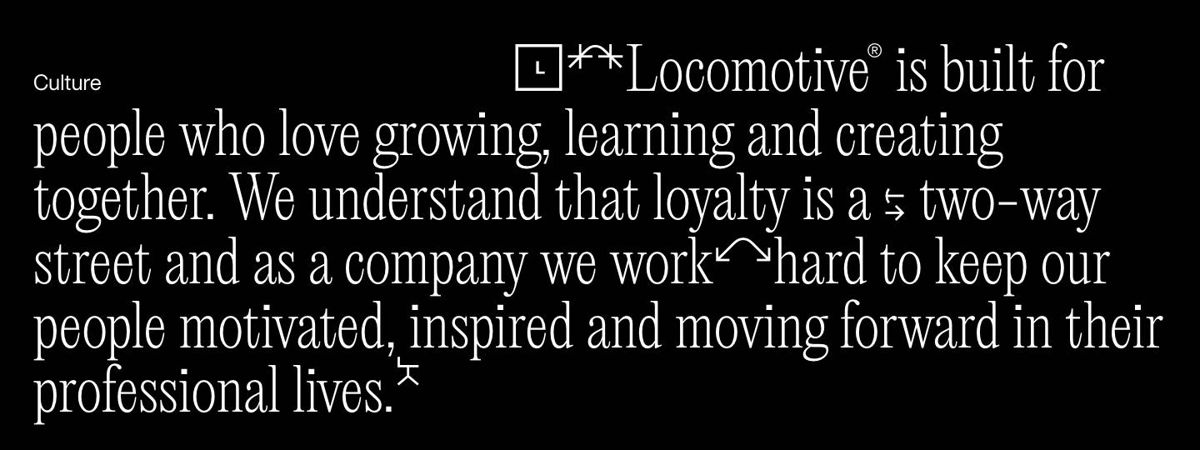 Culture
L Locomotive® is built for
people who love growing, learning and creating
together. We understand that loyalty is a ⇆ two-way
street and as a company we work hard to keep our
people motivated, inspired and moving forward in their
professional lives.